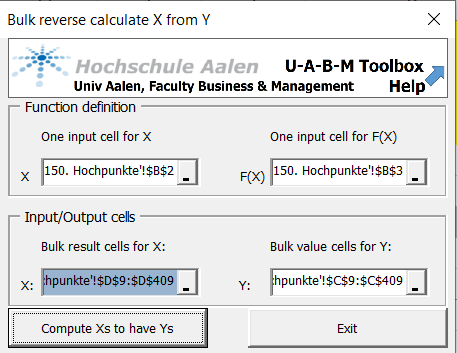 Bulk reverse calculate X from Y
Hochschule Aalen
U-A-B-M Toolbox
Univ Aalen, Faculty Business & Management
Help
Function definition
One input cell for X
One input cell for F(X)
X
150. Hochpunkte'!$B$2
F(X)
150. Hochpunkte'!$B$3
Input/Output cells
Bulk result cells for X:
Bulk value cells for Y:
X:
:hpunkte'!$D$9:$D$409
Y:
:hpunkte'!$C$9:$C$409
Compute Xs to have Ys
Exit